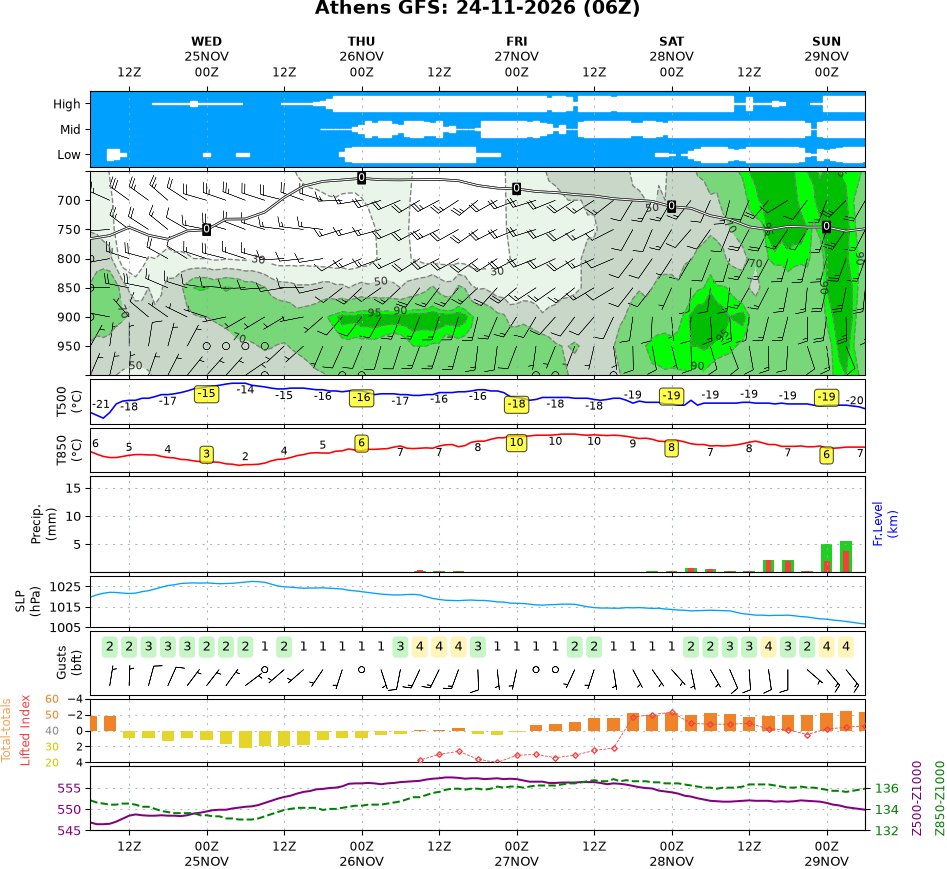 Athens GFS: 24-11-2026 (06Z)
WED THU FRI SAT SUN
25NOV 26NOV 27NOV 28NOV 29NOV
12Z 00Z 12Z 00Z 12Z 00Z 12Z 00Z 12Z 00Z
High
Mid
Low
0 0 0 0 0
700
750
800
850
900
950
50 30 30 50 70 90 95 90 70 50 95 90
T500 (°C)
-21 -18 -17 -15 -14 -15 -16 -16 -17 -16 -16 -18 -18 -18 -19 -19 -19 -19 -19 -19 -20
T850 (°C)
6 5 4 3 2 4 5 6 7 7 8 10 10 10 9 8 7 8 7 6 7
Precip. (mm)
15
10
5
Fr.Level (km)
SLP (hPa)
1025
1015
1005
Gusts (bft)
2 2 3 3 3 2 2 2 1 2 1 1 1 1 1 3 4 4 4 3 1 1 1 1 2 2 1 1 1 1 2 2 3 3 4 3 2 4 4
Total-totals
Lifted Index
60 −4
50 −2
40 0
30 2
20 4
555
550
545
136
134
132
Z500-Z1000
Z850-Z1000
12Z 00Z 12Z 00Z 12Z 00Z 12Z 00Z 12Z 00Z
25NOV 26NOV 27NOV 28NOV 29NOV